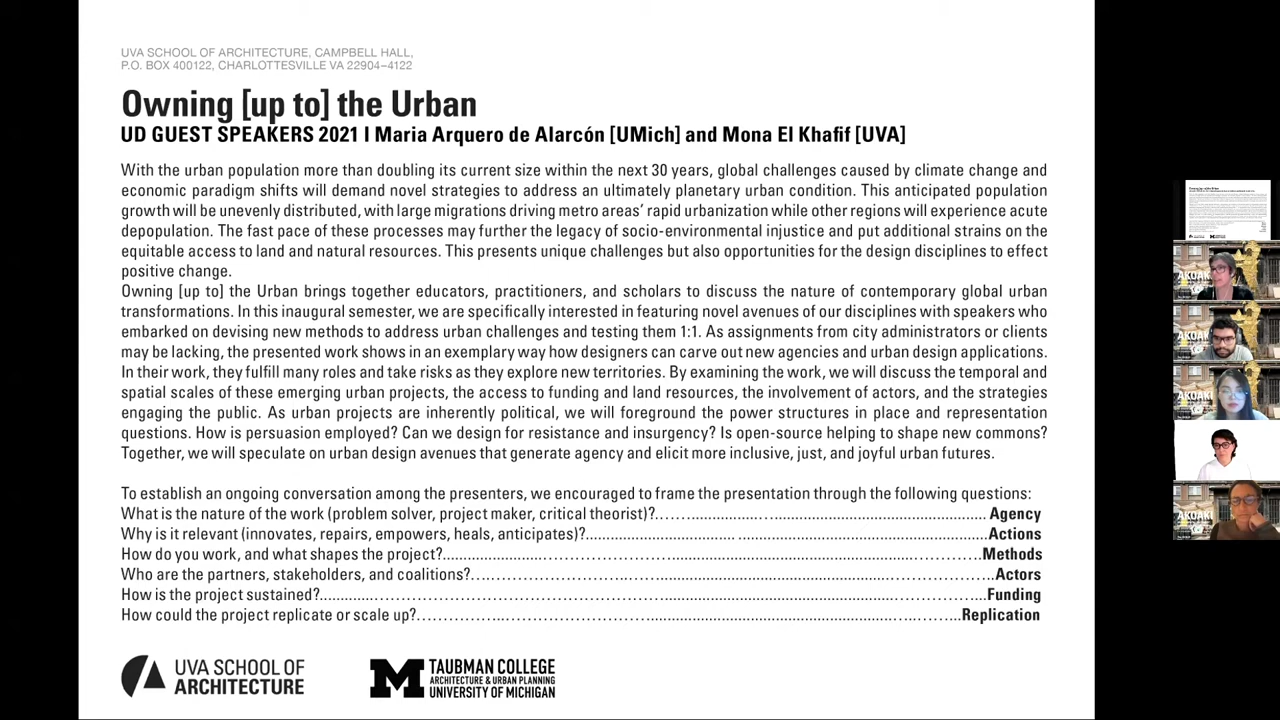 UVA SCHOOL OF ARCHITECTURE, CAMPBELL HALL,
P.O. BOX 400122, CHARLOTTESVILLE VA 22904–4122
Owning [up to] the Urban
UD GUEST SPEAKERS 2021 I Maria Arquero de Alarcón [UMich] and Mona El Khafif [UVA]
With the urban population more than doubling its current size within the next 30 years, global challenges caused by climate change and
economic paradigm shifts will demand novel strategies to address an ultimately planetary urban condition. This anticipated population
growth will be unevenly distributed, with large migrations driving metro areas’ rapid urbanization while other regions will experience acute
depopulation. The fast pace of these processes may further the legacy of socio-environmental injustice and put additional strains on the
equitable access to land and natural resources. This presents unique challenges but also opportunities for the design disciplines to effect
positive change.
Owning [up to] the Urban brings together educators, practitioners, and scholars to discuss the nature of contemporary global urban
transformations. In this inaugural semester, we are specifically interested in featuring novel avenues of our disciplines with speakers who
embarked on devising new methods to address urban challenges and testing them 1:1. As assignments from city administrators or clients
may be lacking, the presented work shows in an exemplary way how designers can carve out new agencies and urban design applications.
In their work, they fulfill many roles and take risks as they explore new territories. By examining the work, we will discuss the temporal and
spatial scales of these emerging urban projects, the access to funding and land resources, the involvement of actors, and the strategies
engaging the public. As urban projects are inherently political, we will foreground the power structures in place and representation
questions. How is persuasion employed? Can we design for resistance and insurgency? Is open-source helping to shape new commons?
Together, we will speculate on urban design avenues that generate agency and elicit more inclusive, just, and joyful urban futures.
To establish an ongoing conversation among the presenters, we encouraged to frame the presentation through the following questions:
What is the nature of the work (problem solver, project maker, critical theorist)?........ Agency
Why is it relevant (innovates, repairs, empowers, heals, anticipates)?........Actions
How do you work, and what shapes the project?........Methods
Who are the partners, stakeholders, and coalitions?........Actors
How is the project sustained?........Funding
How could the project replicate or scale up?........Replication
UVA SCHOOL OF
ARCHITECTURE
M TAUBMAN COLLEGE
ARCHITECTURE & URBAN PLANNING
UNIVERSITY OF MICHIGAN
AKOAKI
AKOAKI
AKOAKI
AKOAKI